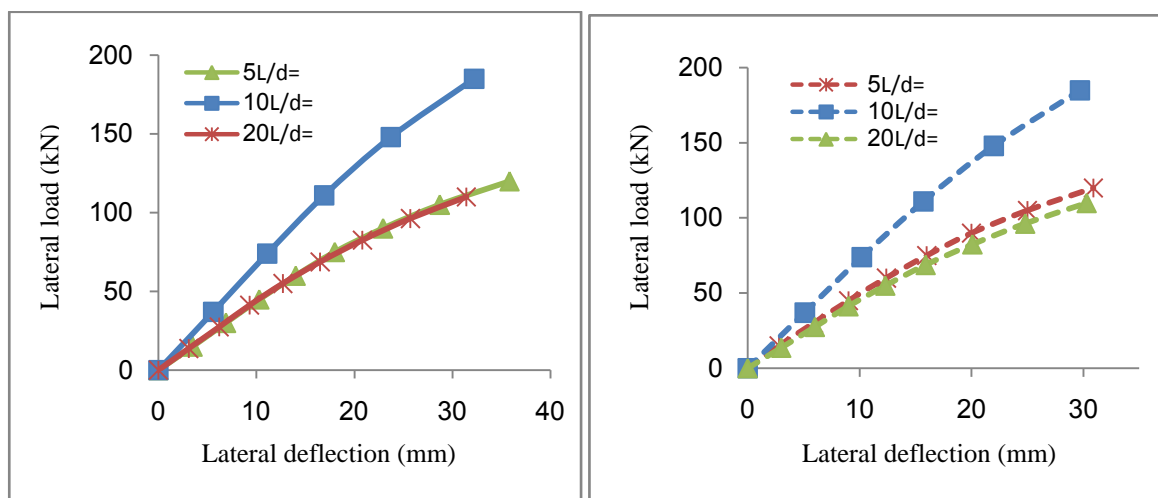 200
150
100
50
0
Lateral load (kN)
5L/d=
10L/d=
20L/d=
0 10 20 30 40
Lateral deflection (mm)
200
150
100
50
0
Lateral load (kN)
5L/d=
10L/d=
20L/d=
0 10 20 30
Lateral deflection (mm)